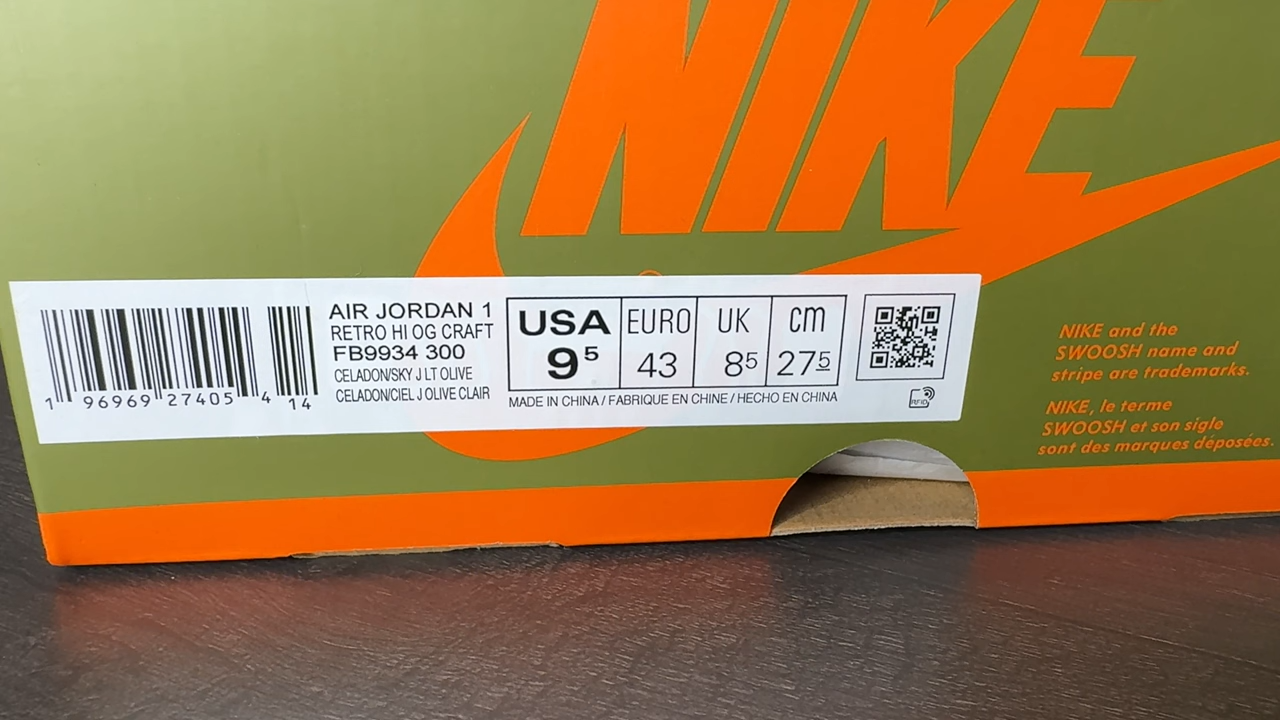 NIKE
AIR JORDAN 1
RETRO HI OG CRAFT
FB9934 300
CELADON/SKY J LT OLIVE
CELADON/CIEL J OLIVE CLAIR
1 96969 27405 4 14
USA EURO UK cm
9⁵ 43 8⁵ 27⁵
MADE IN CHINA / FABRIQUE EN CHINE / HECHO EN CHINA
RFID
NIKE and the
SWOOSH name and
stripe are trademarks.
NIKE, le terme
SWOOSH et son sigle
sont des marques déposées.